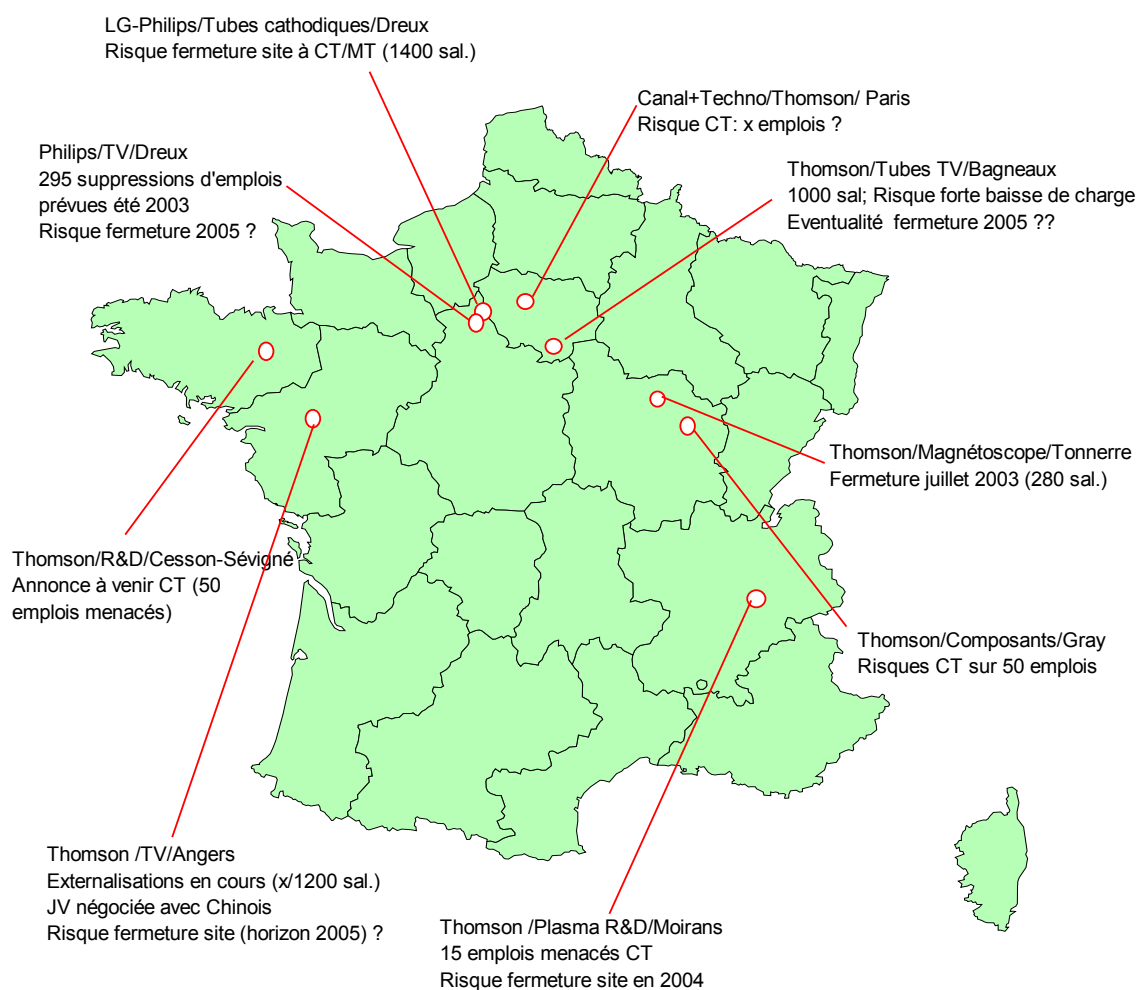 LG-Philips/Tubes cathodiques/Dreux
Risque fermeture site à CT/MT (1400 sal.)
Canal+Techno/Thomson/ Paris
Risque CT: x emplois ?
Philips/TV/Dreux
295 suppressions d'emplois
prévues été 2003
Risque fermeture 2005 ?
Thomson/Tubes TV/Bagneaux
1000 sal; Risque forte baisse de charge
Eventualité  fermeture 2005 ??
Thomson/Magnétoscope/Tonnerre
Fermeture juillet 2003 (280 sal.)
Thomson/R&D/Cesson-Sévigné
Annonce à venir CT (50
emplois menacés)
Thomson/Composants/Gray
Risques CT sur 50 emplois
Thomson /TV/Angers
Externalisations en cours (x/1200 sal.)
JV négociée avec Chinois
Risque fermeture site (horizon 2005) ?
Thomson /Plasma R&D/Moirans
15 emplois menacés CT
Risque fermeture site en 2004